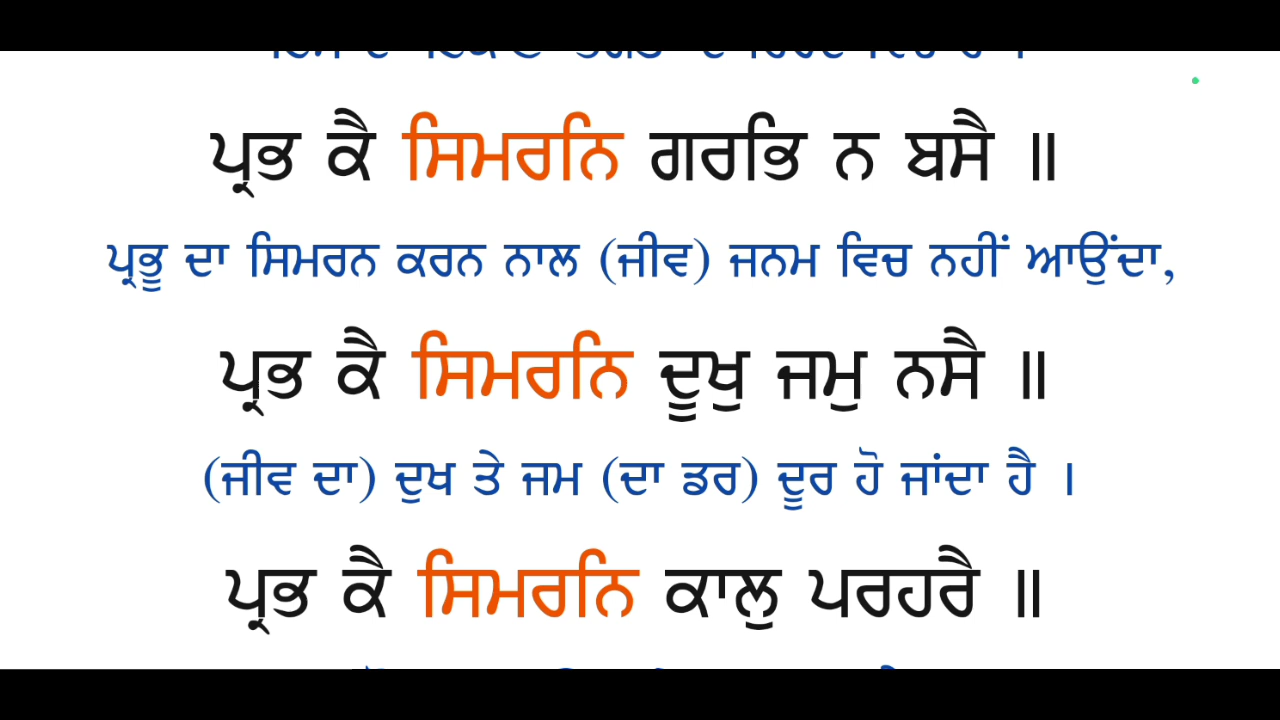 ਪ੍ਰਭ ਕੈ ਸਿਮਰਨਿ ਗਰਭਿ ਨ ਬਸੈ ॥
ਪ੍ਰਭੂ ਦਾ ਸਿਮਰਨ ਕਰਨ ਨਾਲ (ਜੀਵ) ਜਨਮ ਵਿਚ ਨਹੀਂ ਆਉਂਦਾ,
ਪ੍ਰਭ ਕੈ ਸਿਮਰਨਿ ਦੂਖੁ ਜਮੁ ਨਸੈ ॥
(ਜੀਵ ਦਾ) ਦੁਖ ਤੇ ਜਮ (ਦਾ ਡਰ) ਦੂਰ ਹੋ ਜਾਂਦਾ ਹੈ ।
ਪ੍ਰਭ ਕੈ ਸਿਮਰਨਿ ਕਾਲੁ ਪਰਹਰੈ ॥